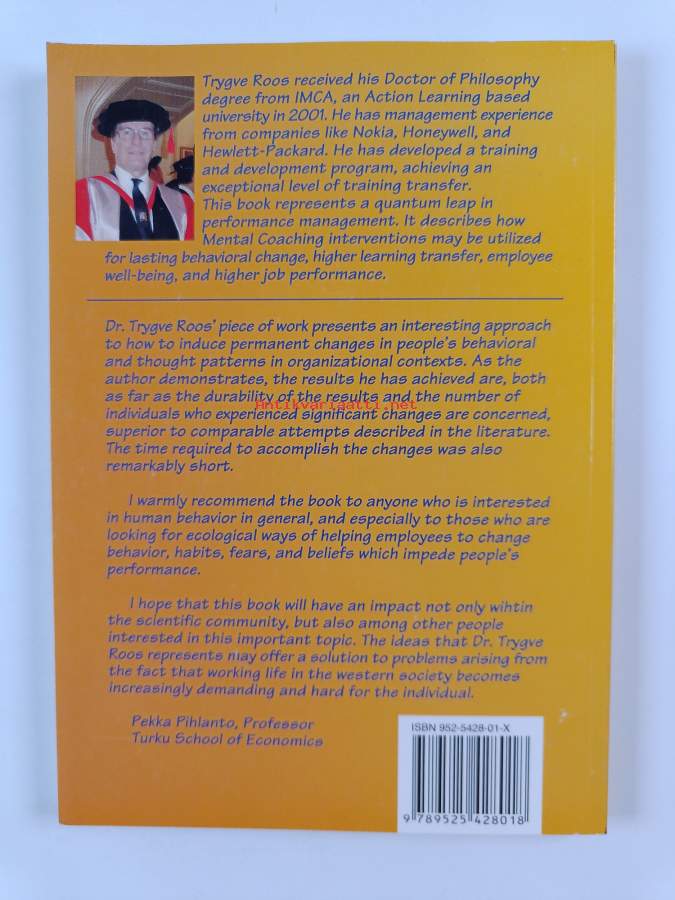 Trygve Roos received his Doctor of Philosophy
degree from IMCA, an Action Learning based
university in 2001. He has management experience
from companies like Nokia, Honeywell, and
Hewlett-Packard. He has developed a training
and development program, achieving an
exceptional level of training transfer.
This book represents a quantum leap in
performance management. It describes how
Mental Coaching interventions may be utilized
for lasting behavioral change, higher learning transfer, employee
well-being, and higher job performance.
Dr. Trygve Roos' piece of work presents an interesting approach
to how to induce permanent changes in people's behavioral
and thought patterns in organizational contexts. As the
author demonstrates, the results he has achieved are, both
as far as the durability of the results and the number of
Antikvariaatti.net
individuals who experienced significant changes are concerned,
superior to comparable attempts described in the literature.
The time required to accomplish the changes was also
remarkably short.
I warmly recommend the book to anyone who is interested
in human behavior in general, and especially to those who are
looking for ecological ways of helping employees to change
behavior, habits, fears, and beliefs which impede people's
performance.
I hope that this book will have an impact not only wihtin
the scientific community, but also among other people
interested in this important topic. The ideas that Dr. Trygve
Roos represents may offer a solution to problems arising from
the fact that working life in the western society becomes
increasingly demanding and hard for the individual.
Pekka Pihlanto, Professor
Turku School of Economics
ISBN 952-5428-01-X
9 789525 428018